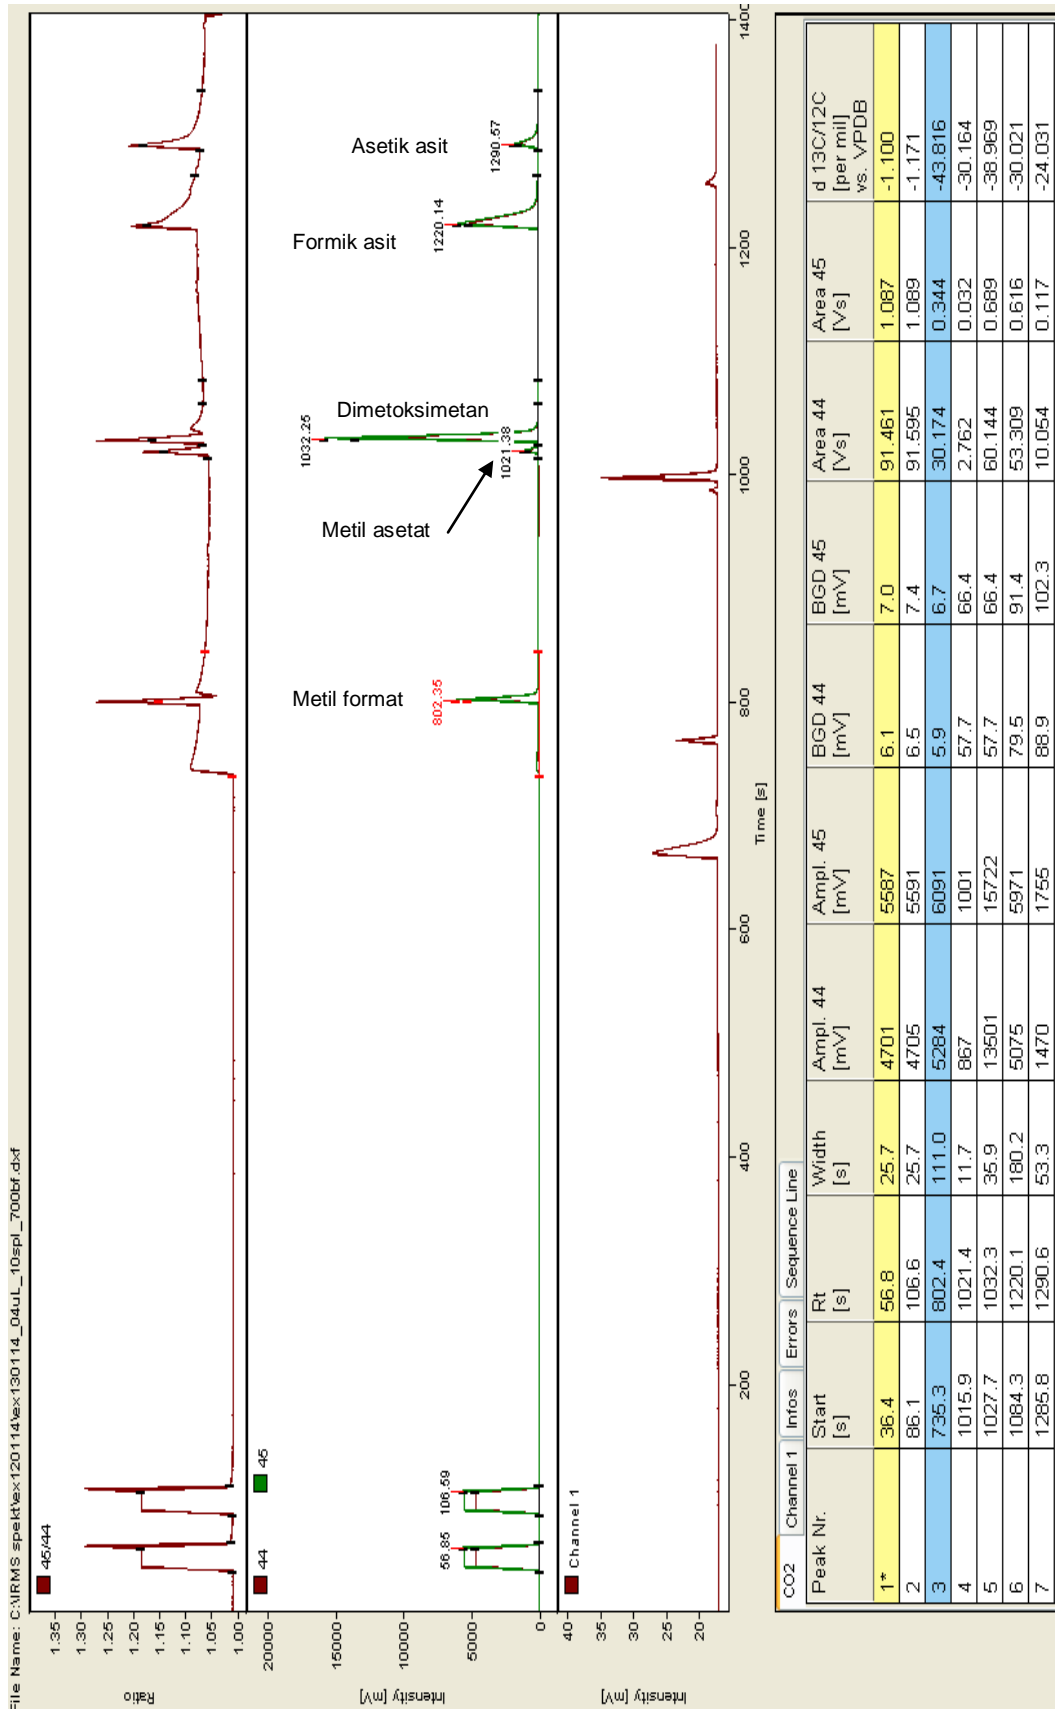 File Name: C:\IRMS spekt\ex120114\ex130114_04uL_10spl_700bf.dxf
45/44
1.35
1.30
1.25
1.20
1.15
1.10
1.05
1.00
Ratio
44 45
20000
15000
10000
5000
0
Intensity [mV]
56.85
106.59
802.35
1021.38
1032.25
1220.14
1290.57
Metil format
Metil asetat
Dimetoksimetan
Formik asit
Asetik asit
Channel 1
40
35
30
25
20
Intensity [mV]
200 400 600 800 1000 1200 1400
Time [s]
CO2 Channel 1 Infos Errors Sequence Line
Peak Nr. Start [s] Rt [s] Width [s] Ampl. 44 [mV] Ampl. 45 [mV] BGD 44 [mV] BGD 45 [mV] Area 44 [Vs] Area 45 [Vs] d 13C/12C [per mil] vs. VPDB
1* 36.4 56.8 25.7 4701 5587 6.1 7.0 91.461 1.087 -1.100
2 86.1 106.6 25.7 4705 5591 6.5 7.4 91.595 1.089 -1.171
3 735.3 802.4 111.0 5284 6091 5.9 6.7 30.174 0.344 -43.816
4 1015.9 1021.4 11.7 867 1001 57.7 66.4 2.762 0.032 -30.164
5 1027.7 1032.3 35.9 13501 15722 57.7 66.4 60.144 0.689 -38.969
6 1084.3 1220.1 180.2 5075 5971 79.5 91.4 53.309 0.616 -30.021
7 1285.8 1290.6 53.3 1470 1755 88.9 102.3 10.054 0.117 -24.031